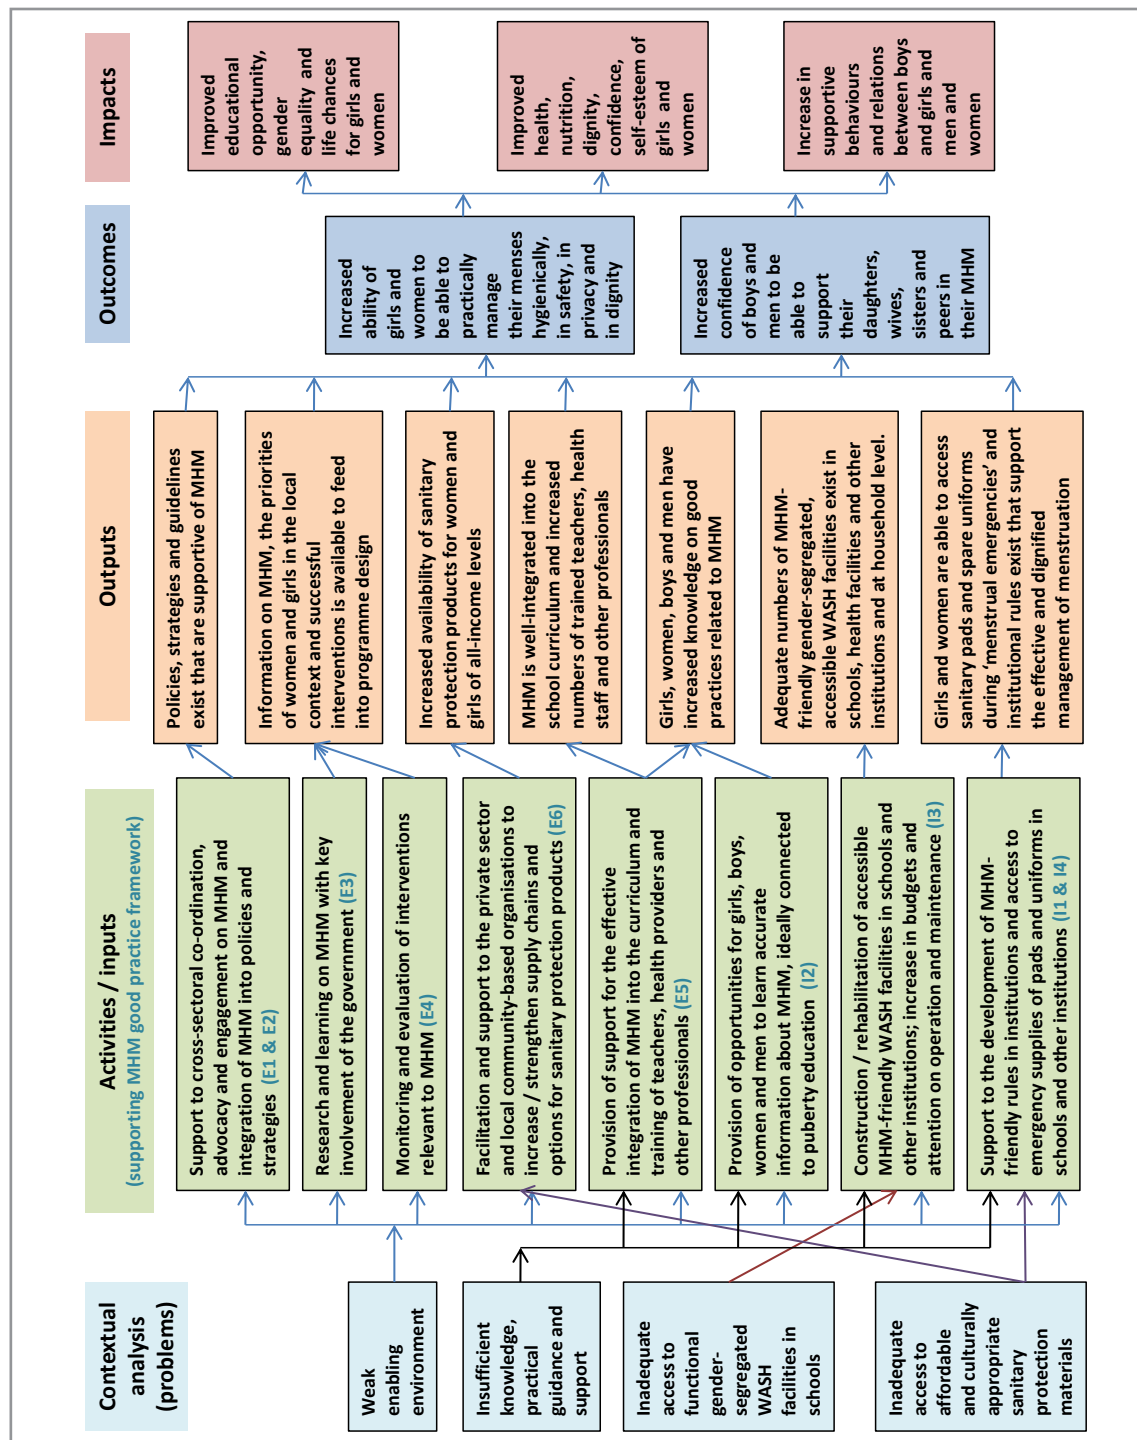 Contextual
analysis
(problems)
Weak
enabling
environment
Insufficient
knowledge,
practical
guidance and
support
Inadequate
access to
functional
gender-
segregated
WASH
facilities in
schools
Inadequate
access to
affordable
and culturally
appropriate
sanitary
protection
materials
Activities / inputs
(supporting MHM good practice framework)
Support to cross-sectoral co-ordination,
advocacy and engagement on MHM and
integration of MHM into policies and
strategies (E1 & E2)
Research and learning on MHM with key
involvement of the government (E3)
Monitoring and evaluation of interventions
relevant to MHM (E4)
Facilitation and support to the private sector
and local community-based organisations to
increase / strengthen supply chains and
options for sanitary protection products (E6)
Provision of support for the effective
integration of MHM into the curriculum and
training of teachers, health providers and
other professionals (E5)
Provision of opportunities for girls, boys,
women and men to learn accurate
information about MHM, ideally connected
to puberty education (I2)
Construction / rehabilitation of accessible
MHM-friendly WASH facilities in schools and
other institutions; increase in budgets and
attention on operation and maintenance (I3)
Support to the development of MHM-
friendly rules in institutions and access to
emergency supplies of pads and uniforms in
schools and other institutions (I1 & I4)
Outputs
Policies, strategies and guidelines
exist that are supportive of MHM
Information on MHM, the priorities
of women and girls in the local
context and successful
interventions is available to feed
into programme design
Increased availability of sanitary
protection products for women and
girls of all-income levels
MHM is well-integrated into the
school curriculum and increased
numbers of trained teachers, health
staff and other professionals
Girls, women, boys and men have
increased knowledge on good
practices related to MHM
Adequate numbers of MHM-
friendly gender-segregated,
accessible WASH facilities exist in
schools, health facilities and other
institutions and at household level.
Girls and women are able to access
sanitary pads and spare uniforms
during ‘menstrual emergencies’ and
institutional rules exist that support
the effective and dignified
management of menstruation
Outcomes
Increased
ability of
girls and
women to
be able to
practically
manage
their menses
hygienically,
in safety, in
privacy and
in dignity
Increased
confidence
of boys and
men to be
able to
support
their
daughters,
wives,
sisters and
peers in
their MHM
Impacts
Improved
educational
opportunity,
gender
equality and
life chances
for girls and
women
Improved
health,
nutrition,
dignity,
confidence,
self-esteem of
girls and
women
Increase in
supportive
behaviours
and relations
between boys
and girls and
men and
women